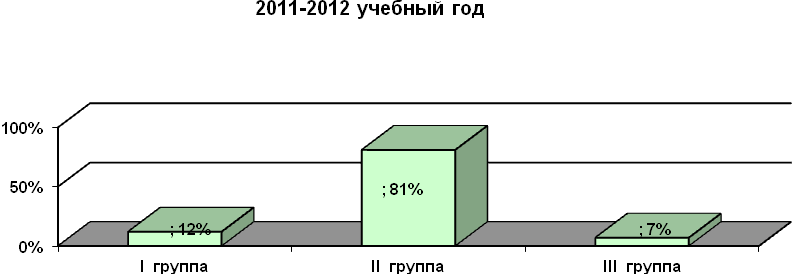 2011-2012 учебный год
100%
50%
0%
; 12%
; 81%
; 7%
I группа
II группа
III группа